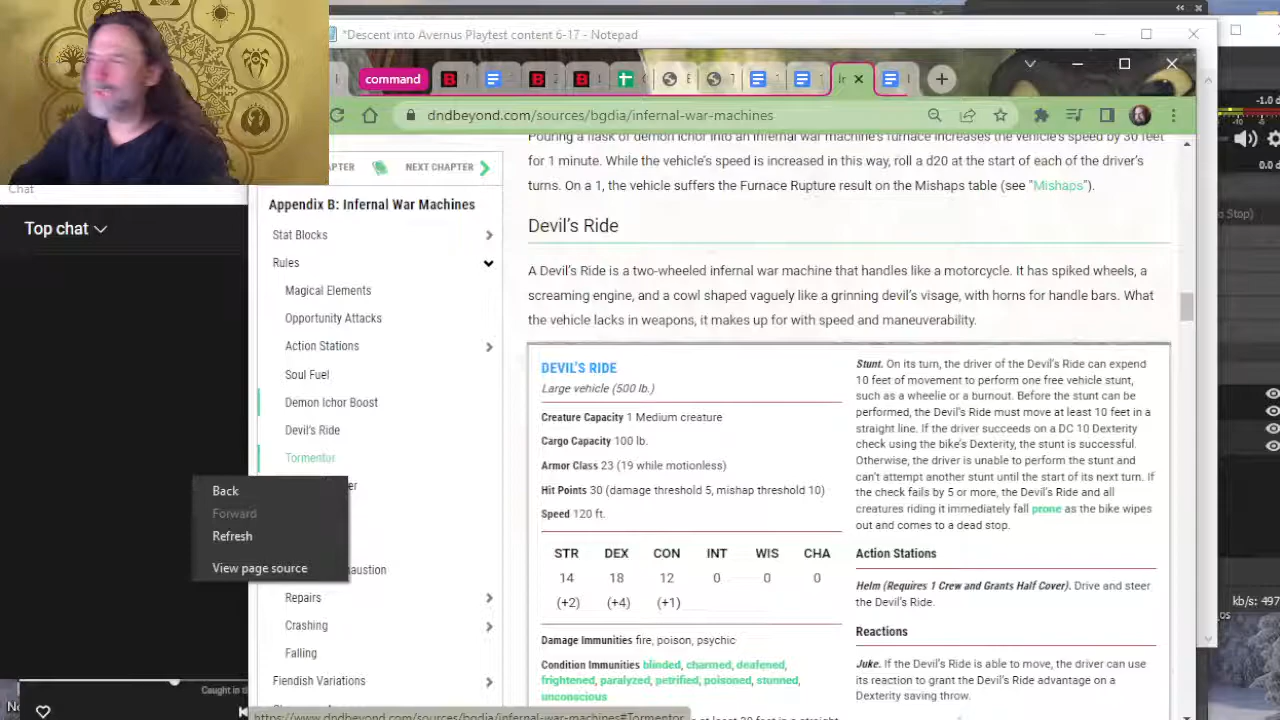 *Descent into Avernus Playtest content 6-17 - Notepad
command
dndbeyond.com/sources/bgdia/infernal-war-machines
-1.0 d
Chat
Top chat
CHAPTER
NEXT CHAPTER
Appendix B: Infernal War Machines
Stat Blocks
Rules
Magical Elements
Opportunity Attacks
Action Stations
Soul Fuel
Demon Ichor Boost
Devil's Ride
Tormentor
Back
Forward
Refresh
View page source
Repairs
Crashing
Falling
Fiendish Variations
Pouring a flask of demon ichor into an infernal war machine's furnace increases the vehicle's speed by 30 feet
for 1 minute. While the vehicle's speed is increased in this way, roll a d20 at the start of each of the driver's
turns. On a 1, the vehicle suffers the Furnace Rupture result on the Mishaps table (see "Mishaps").
Devil's Ride
A Devil's Ride is a two-wheeled infernal war machine that handles like a motorcycle. It has spiked wheels, a
screaming engine, and a cowl shaped vaguely like a grinning devil's visage, with horns for handle bars. What
the vehicle lacks in weapons, it makes up for with speed and maneuverability.
DEVIL'S RIDE
Large vehicle (500 lb.)
Creature Capacity 1 Medium creature
Cargo Capacity 100 lb.
Armor Class 23 (19 while motionless)
Hit Points 30 (damage threshold 5, mishap threshold 10)
Speed 120 ft.
STR DEX CON INT WIS CHA
14 18 12 0 0 0
(+2) (+4) (+1)
Damage Immunities fire, poison, psychic
Condition Immunities blinded, charmed, deafened,
frightened, paralyzed, petrified, poisoned, stunned,
unconscious
Stunt. On its turn, the driver of the Devil's Ride can expend
10 feet of movement to perform one free vehicle stunt,
such as a wheelie or a burnout. Before the stunt can be
performed, the Devil's Ride must move at least 10 feet in a
straight line. If the driver succeeds on a DC 10 Dexterity
check using the bike's Dexterity, the stunt is successful.
Otherwise, the driver is unable to perform the stunt and
can't attempt another stunt until the start of its next turn. If
the check fails by 5 or more, the Devil's Ride and all
creatures riding it immediately fall prone as the bike wipes
out and comes to a dead stop.
Action Stations
Helm (Requires 1 Crew and Grants Half Cover). Drive and steer
the Devil's Ride.
Reactions
Juke. If the Devil's Ride is able to move, the driver can use
its reaction to grant the Devil's Ride advantage on a
Dexterity saving throw.
https://www.dndbeyond.com/sources/bgdia/infernal-war-machines#Tormentor
Caught in th
kb/s: 497